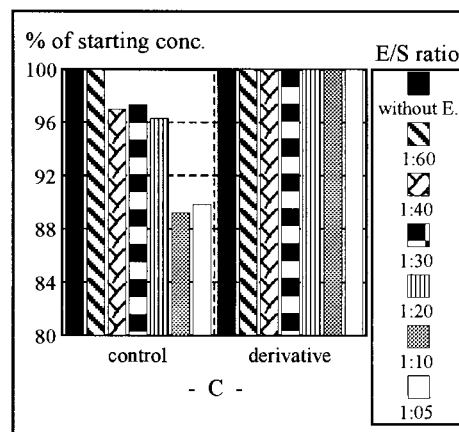 % of starting conc.
E/S ratio
100
96
92
88
84
80
control
derivative
- C -
without E.
1:60
1:40
1:30
1:20
1:10
1:05